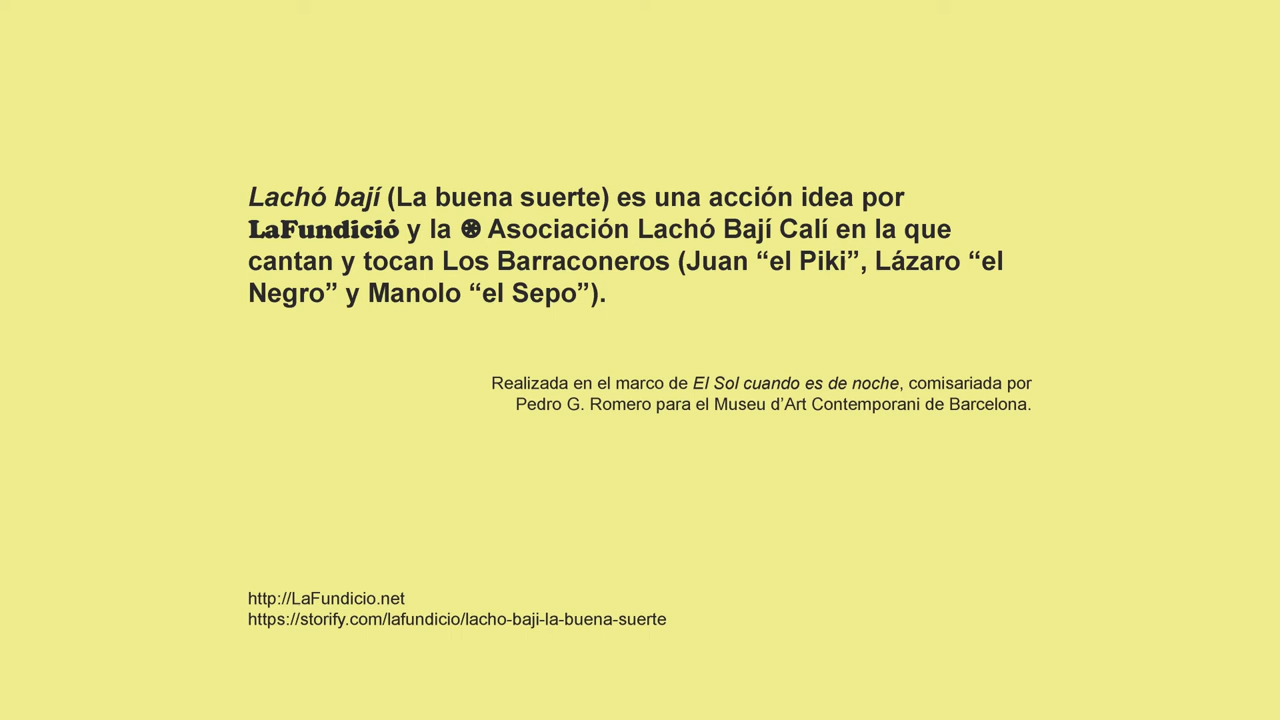 Lachó bají (La buena suerte) es una acción idea por
LaFundició y la ⊛ Asociación Lachó Bají Calí en la que
cantan y tocan Los Barraconeros (Juan “el Piki”, Lázaro “el
Negro” y Manolo “el Sepo”).
Realizada en el marco de El Sol cuando es de noche, comisariada por
Pedro G. Romero para el Museu d’Art Contemporani de Barcelona.
http://LaFundicio.net
https://storify.com/lafundicio/lacho-baji-la-buena-suerte